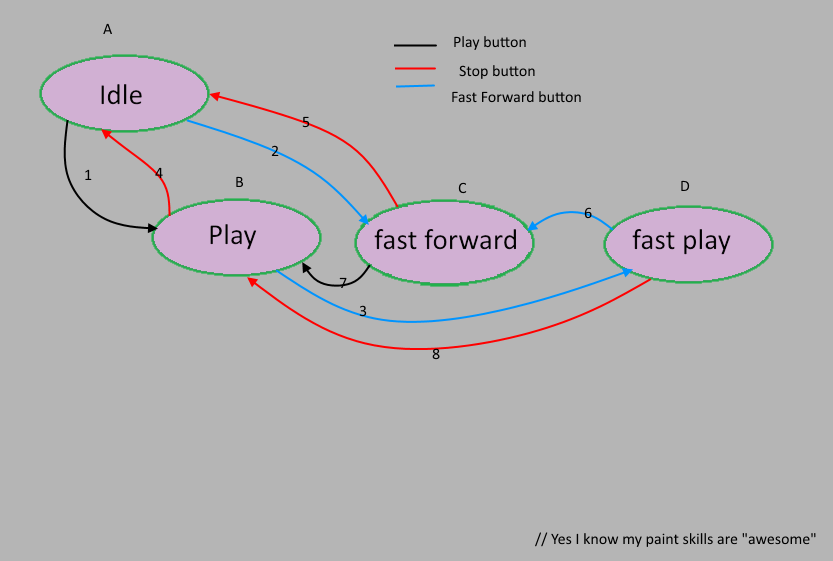 A
Play button
Stop button
Fast Forward button
Idle
5
2
1
4
B
C
D
6
Play
fast forward
fast play
7
3
8
// Yes I know my paint skills are "awesome"